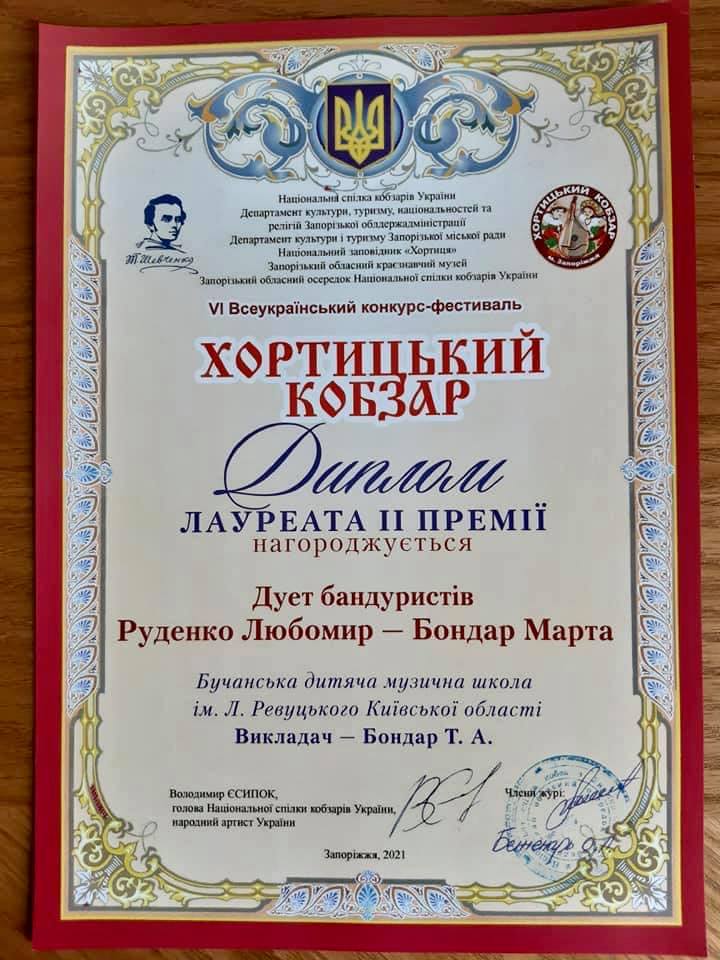 Національна спілка кобзарів України
Департамент культури, туризму, національностей та
релігій Запорізької облдержадміністрації
Департамент культури і туризму Запорізької міської ради
Національний заповідник «Хортиця»
Запорізький обласний краєзнавчий музей
Запорізький обласний осередок Національної спілки кобзарів України
Т Шевченко
ХОРТИЦЬКИЙ КОБЗАР
м. Запоріжжя
VI Всеукраїнський конкурс-фестиваль
ХОРТИЦЬКИЙ
КОБЗАР
Диплом
ЛАУРЕАТА II ПРЕМІЇ
нагороджується
Дует бандуристів
Руденко Любомир — Бондар Марта
Бучанська дитяча музична школа
ім. Л. Ревуцького Київської області
Викладач — Бондар Т. А.
Володимир ЄСИПОК,
голова Національної спілки кобзарів України,
народний артист України
Члени журі:
Запоріжжя, 2021